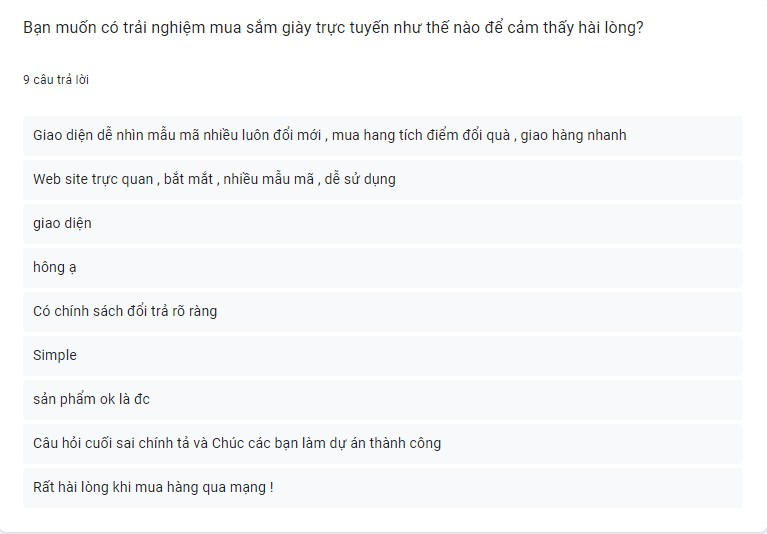 Bạn muốn có trải nghiệm mua sắm giày trực tuyến như thế nào để cảm thấy hài lòng?
9 câu trả lời
Giao diện dễ nhìn mẫu mã nhiều luôn đổi mới , mua hang tích điểm đổi quà , giao hàng nhanh
Web site trực quan , bắt mắt , nhiều mẫu mã , dễ sử dụng
giao diện
hông ạ
Có chính sách đổi trả rõ ràng
Simple
sản phẩm ok là đc
Câu hỏi cuối sai chính tả và Chúc các bạn làm dự án thành công
Rất hài lòng khi mua hàng qua mạng !